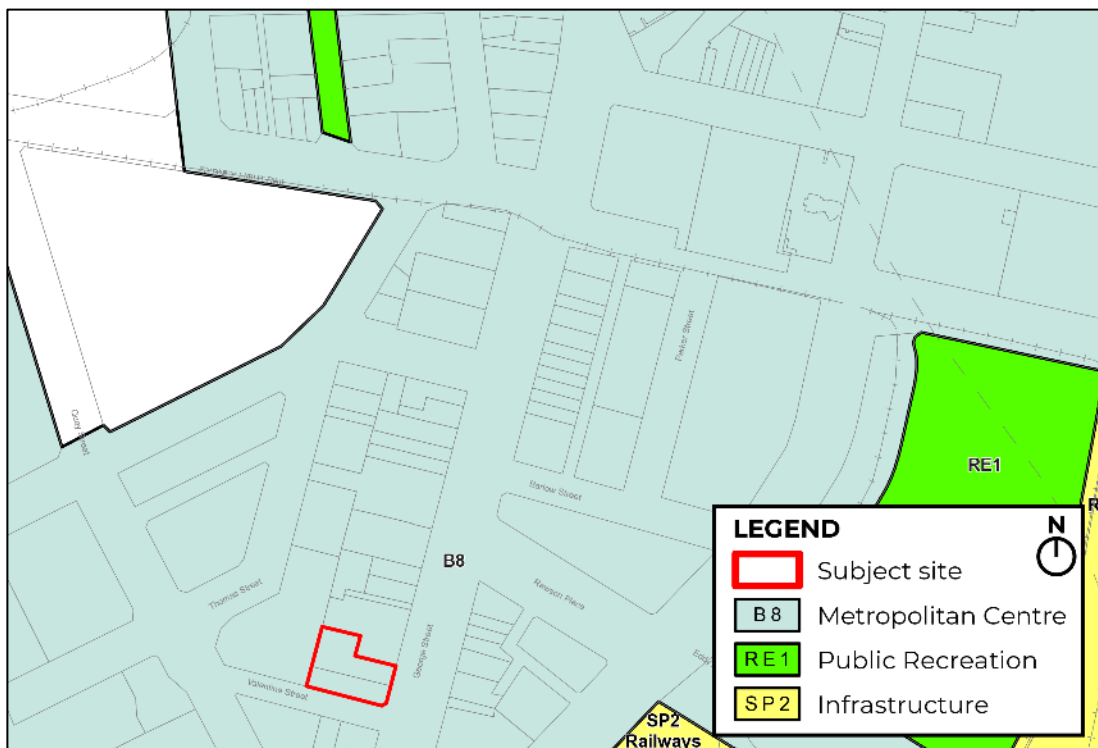 Parker Street
RE1
Quay Street
Barlow Street
B8
Rawson Place
Thomas Street
George Street
Valentine Street
SP2
Railways
R
LEGEND
N
Subject site
B8 Metropolitan Centre
RE1 Public Recreation
SP2 Infrastructure